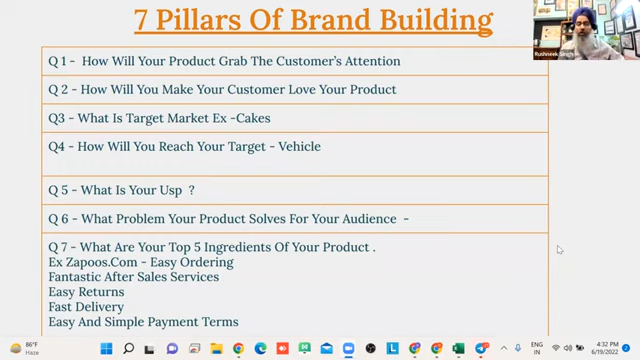 7 Pillars Of Brand Building
Rushneek Singh
Q 1 - How Will Your Product Grab The Customer's Attention
Q 2 - How Will You Make Your Customer Love Your Product
Q3 - What Is Target Market Ex -Cakes
Q4 - How Will You Reach Your Target - Vehicle
Q 5 - What Is Your Usp ?
Q 6 - What Problem Your Product Solves For Your Audience -
Q 7 - What Are Your Top 5 Ingredients Of Your Product .
Ex Zapoos.Com - Easy Ordering
Fantastic After Sales Services
Easy Returns
Fast Delivery
Easy And Simple Payment Terms
86°F
Haze
ENG
IN
4:32 PM
6/19/2022